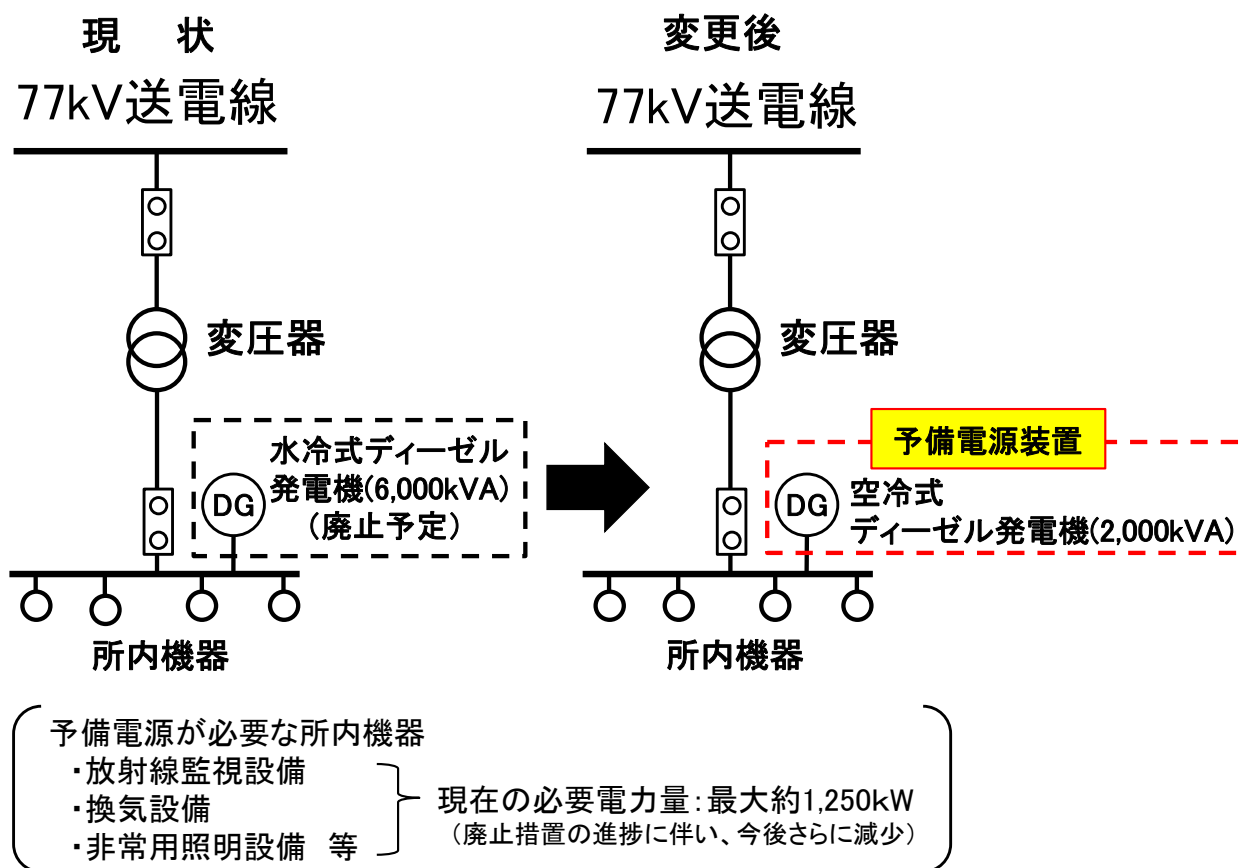 現　状
77kV送電線
変圧器
水冷式ディーゼル
発電機(6,000kVA)
（廃止予定）
DG
所内機器
変更後
77kV送電線
変圧器
予備電源装置
DG
空冷式
ディーゼル発電機(2,000kVA)
所内機器
予備電源が必要な所内機器
・放射線監視設備
・換気設備
・非常用照明設備　等
現在の必要電力量：最大約1,250kW
（廃止措置の進捗に伴い、今後さらに減少）